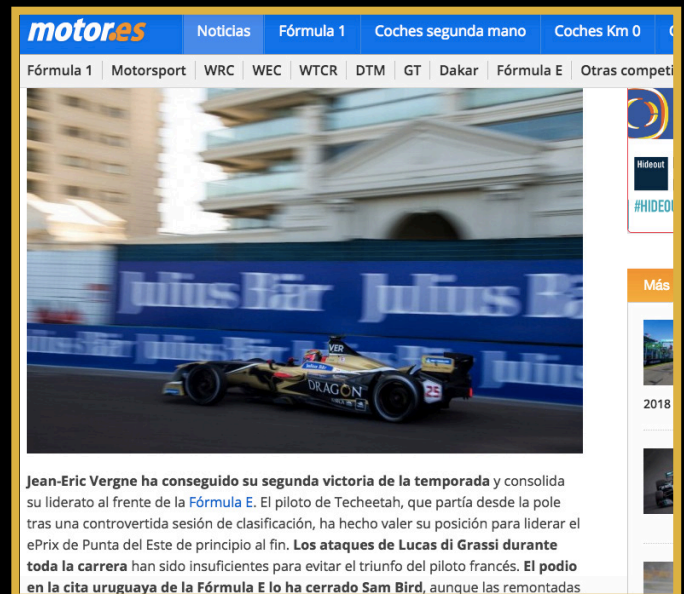 motor.es
Noticias
Fórmula 1
Coches segunda mano
Coches Km 0
Fórmula 1
Motorsport
WRC
WEC
WTCR
DTM
GT
Dakar
Fórmula E
Otras competi
Hideout
#HIDEOU
Julius Bär Julius Bä
Julius Bär
VER
DRAGON
25
Más
2018
Jean-Eric Vergne ha conseguido su segunda victoria de la temporada y consolida
su liderato al frente de la Fórmula E. El piloto de Techeetah, que partía desde la pole
tras una controvertida sesión de clasificación, ha hecho valer su posición para liderar el
ePrix de Punta del Este de principio al fin. Los ataques de Lucas di Grassi durante
toda la carrera han sido insuficientes para evitar el triunfo del piloto francés. El podio
en la cita uruguaya de la Fórmula E lo ha cerrado Sam Bird, aunque las remontadas